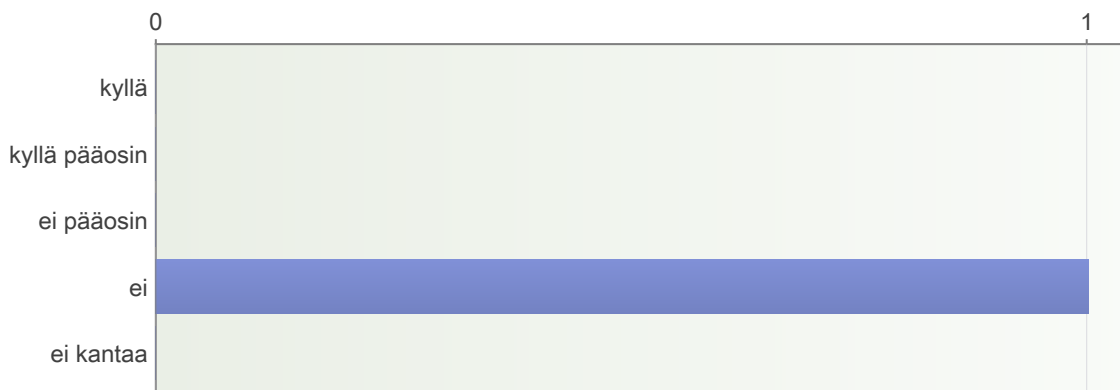 0 1
kyllä
kyllä pääosin
ei pääosin
ei
ei kantaa